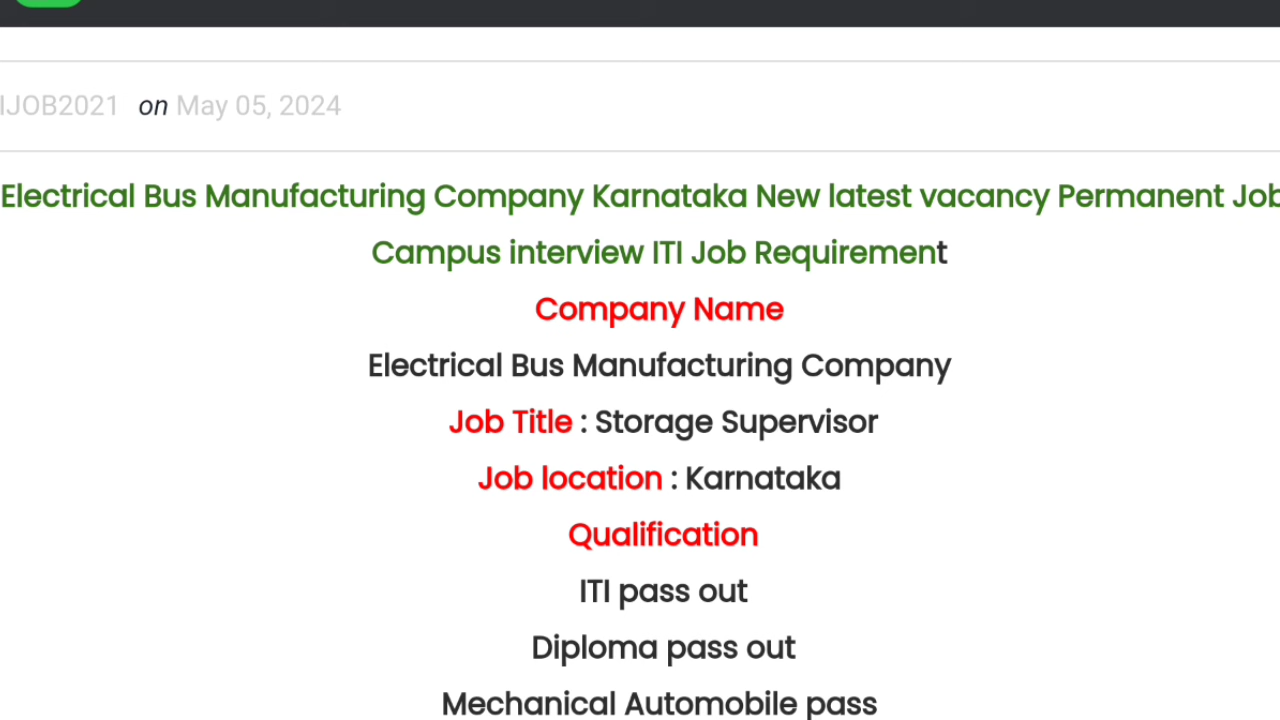 IJOB2021 on May 05, 2024
Electrical Bus Manufacturing Company Karnataka New latest vacancy Permanent Job
Campus interview ITI Job Requirement
Company Name
Electrical Bus Manufacturing Company
Job Title : Storage Supervisor
Job location : Karnataka
Qualification
ITI pass out
Diploma pass out
Mechanical Automobile pass